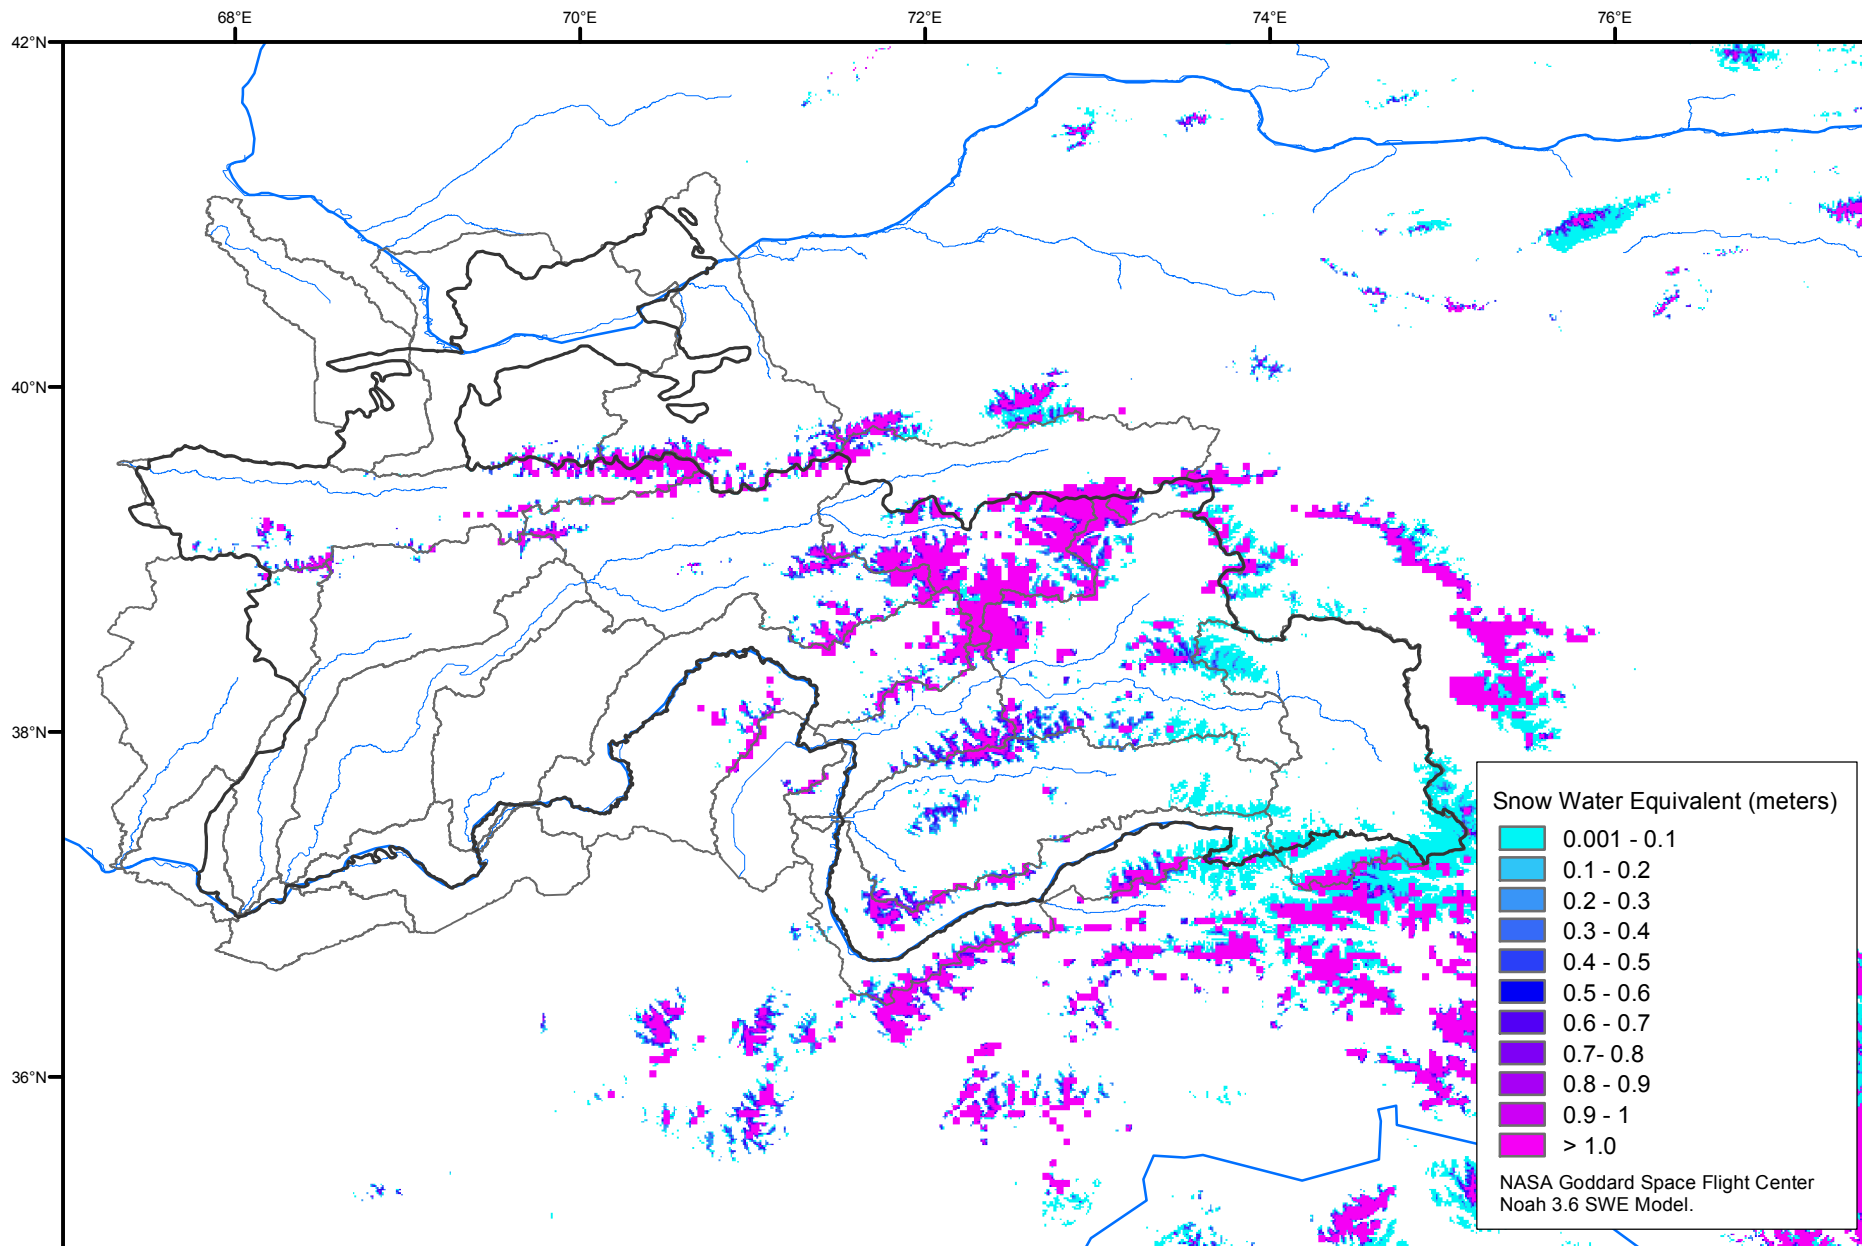 68°E
70°E
72°E
74°E
76°E
42°N
40°N
38°N
36°N
Snow Water Equivalent (meters)
0.001 - 0.1
0.1 - 0.2
0.2 - 0.3
0.3 - 0.4
0.4 - 0.5
0.5 - 0.6
0.6 - 0.7
0.7- 0.8
0.8 - 0.9
0.9 - 1
> 1.0
NASA Goddard Space Flight Center
Noah 3.6 SWE Model.